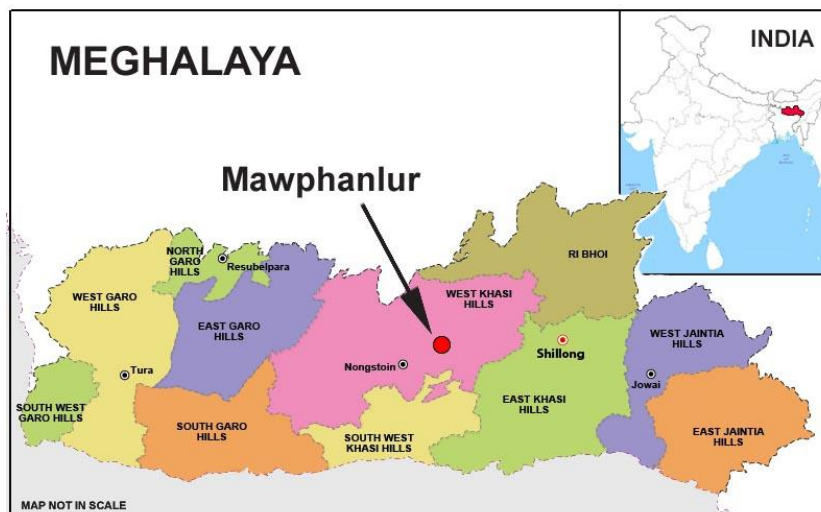 MEGHALAYA
INDIA
Mawphanlur
NORTH
GARO
HILLS
Resubelpara
RI BHOI
WEST GARO
HILLS
WEST KHASI
HILLS
EAST GARO
HILLS
WEST JAINTIA
HILLS
Shillong
Nongstoin
Tura
Jowai
SOUTH WEST
GARO HILLS
EAST KHASI
HILLS
SOUTH GARO
HILLS
SOUTH WEST
KHASI HILLS
EAST JAINTIA
HILLS
MAP NOT IN SCALE